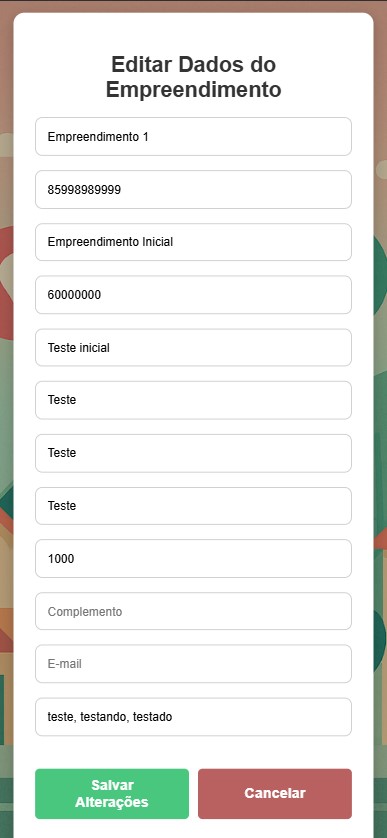 Editar Dados do
Empreendimento
Empreendimento 1
85998989999
Empreendimento Inicial
60000000
Teste inicial
Teste
Teste
Teste
1000
Complemento
E-mail
teste, testando, testado
Salvar
Alterações
Cancelar